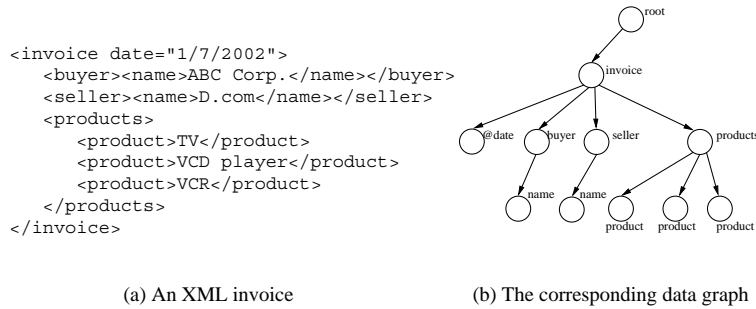 <invoice date="1/7/2002">
<buyer><name>ABC Corp.</name></buyer>
<seller><name>D.com</name></seller>
<products>
<product>TV</product>
<product>VCD player</product>
<product>VCR</product>
</products>
</invoice>
(a) An XML invoice
root
invoice
@date
buyer
seller
products
name
name
product
product
product
(b) The corresponding data graph